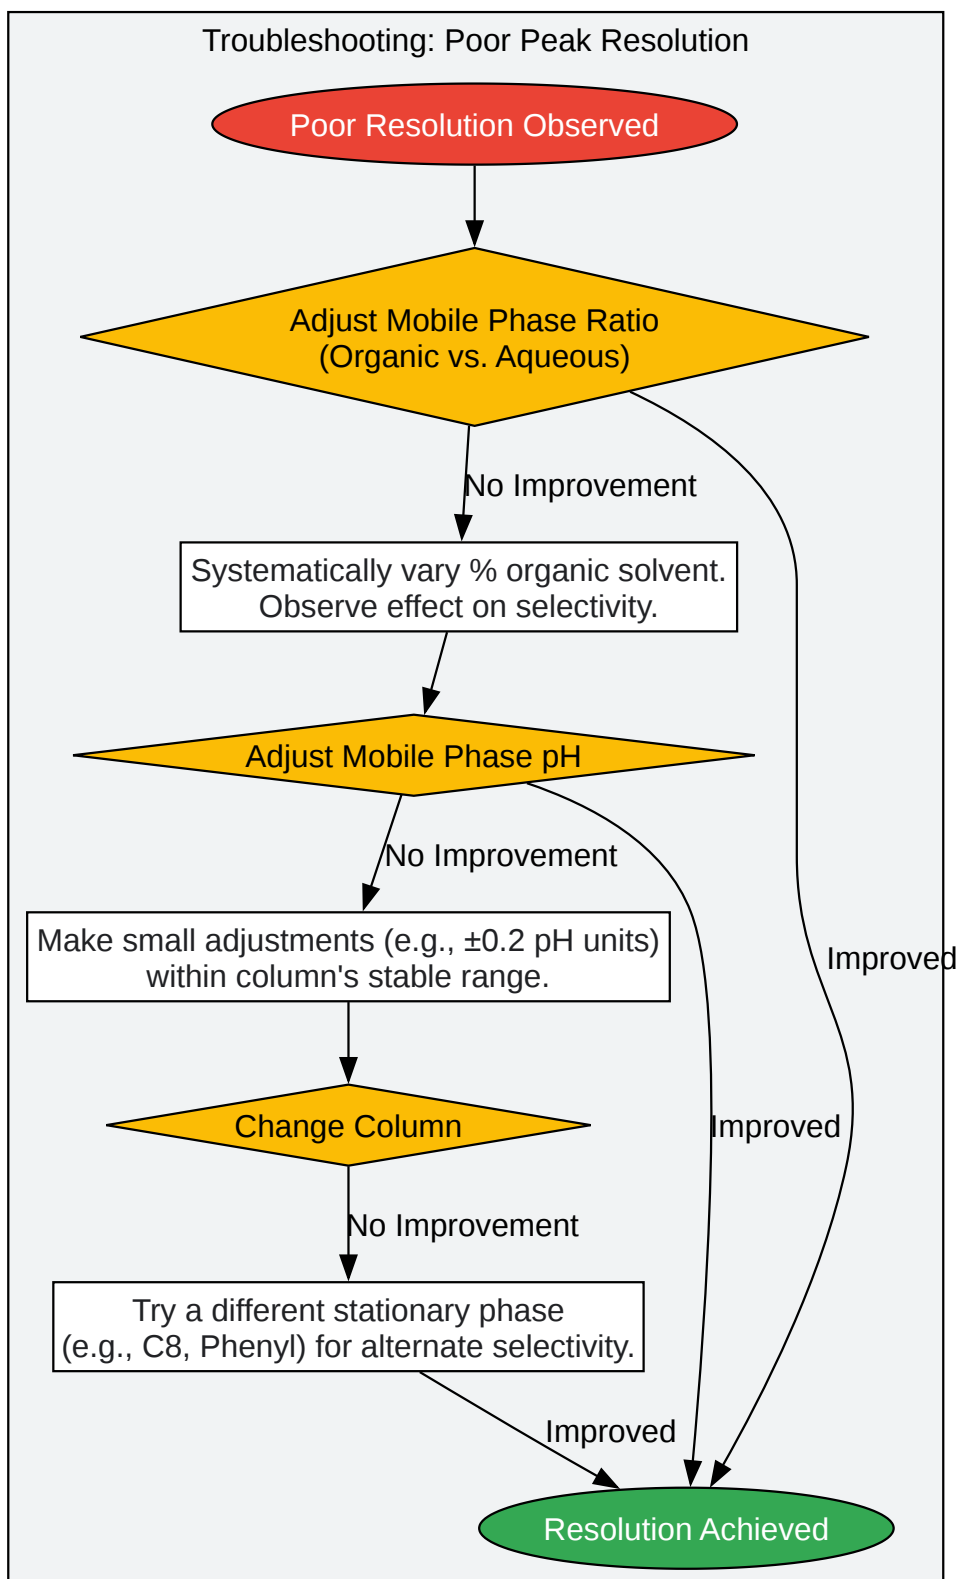 Troubleshooting: Poor Peak Resolution
Poor Resolution Observed
Adjust Mobile Phase Ratio
(Organic vs. Aqueous)
No Improvement
Systematically vary % organic solvent.
Observe effect on selectivity.
Adjust Mobile Phase pH
No Improvement
Make small adjustments (e.g., ±0.2 pH units)
within column's stable range.
Improved
Change Column
Improved
No Improvement
Try a different stationary phase
(e.g., C8, Phenyl) for alternate selectivity.
Improved
Resolution Achieved